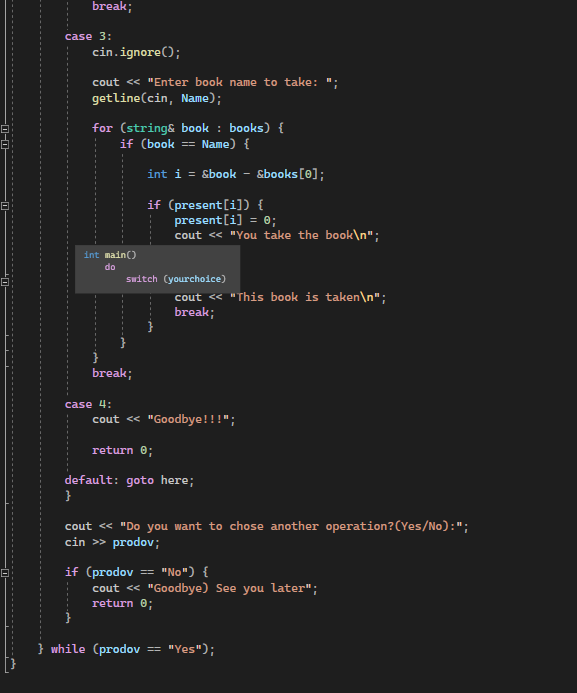 break;
case 3:
cin.ignore();
cout << "Enter book name to take: ";
getline(cin, Name);
for (string& book : books) {
if (book == Name) {
int i = &book - &books[0];
if (present[i]) {
present[i] = 0;
cout << "You take the book\n";
int main()
do
switch (yourchoice)
cout << "This book is taken\n";
break;
}
}
}
break;
case 4:
cout << "Goodbye!!!";
return 0;
default: goto here;
}
cout << "Do you want to chose another operation?(Yes/No):";
cin >> prodov;
if (prodov == "No") {
cout << "Goodbye) See you later";
return 0;
}
} while (prodov == "Yes");
}